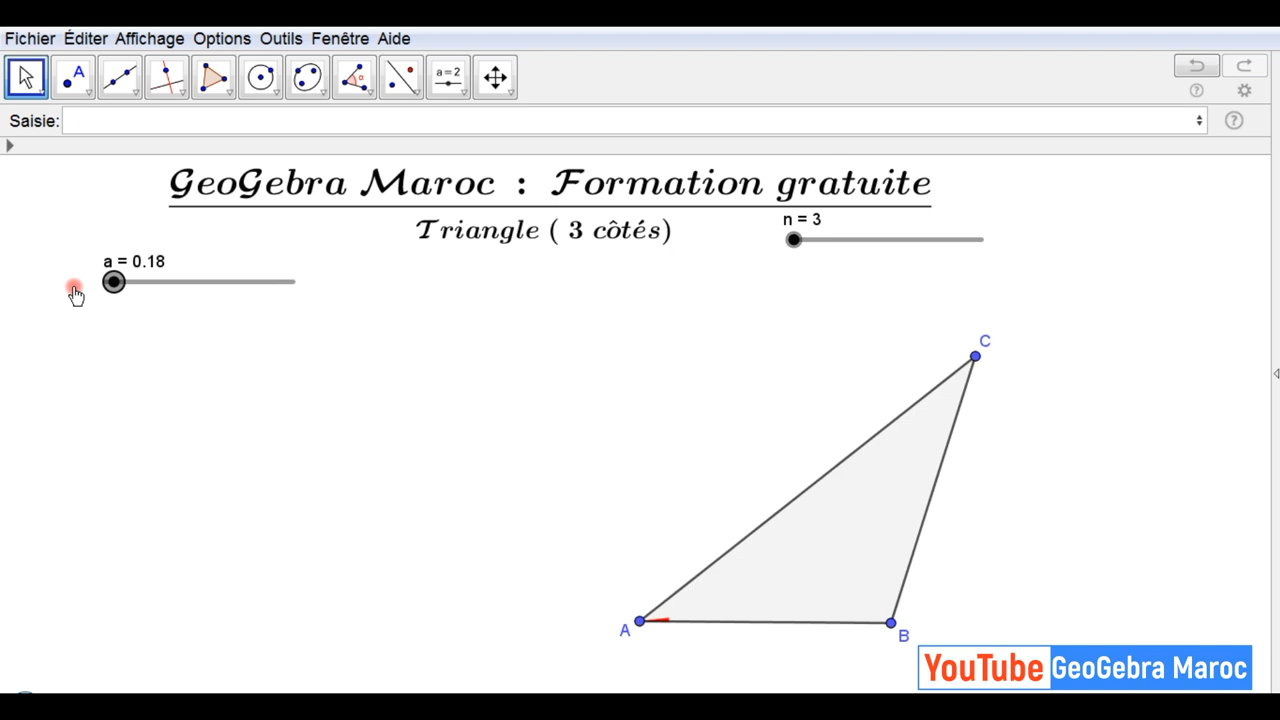 Fichier Éditer Affichage Options Outils Fenêtre Aide
A
a=2
Saisie:
GeoGebra Maroc : Formation gratuite
Triangle ( 3 côtés)
n = 3
a = 0.18
C
A
B
YouTube GeoGebra Maroc